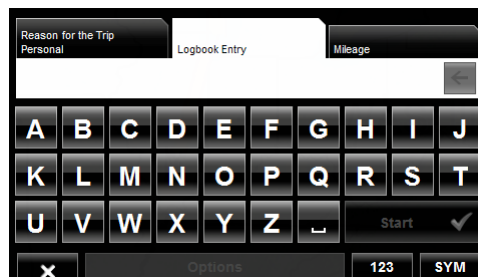 Reason for the Trip
Personal
Logbook Entry
Mileage
A B C D E F G H I J
K L M N O P Q R S T
U V W X Y Z Start
Options 123 SYM